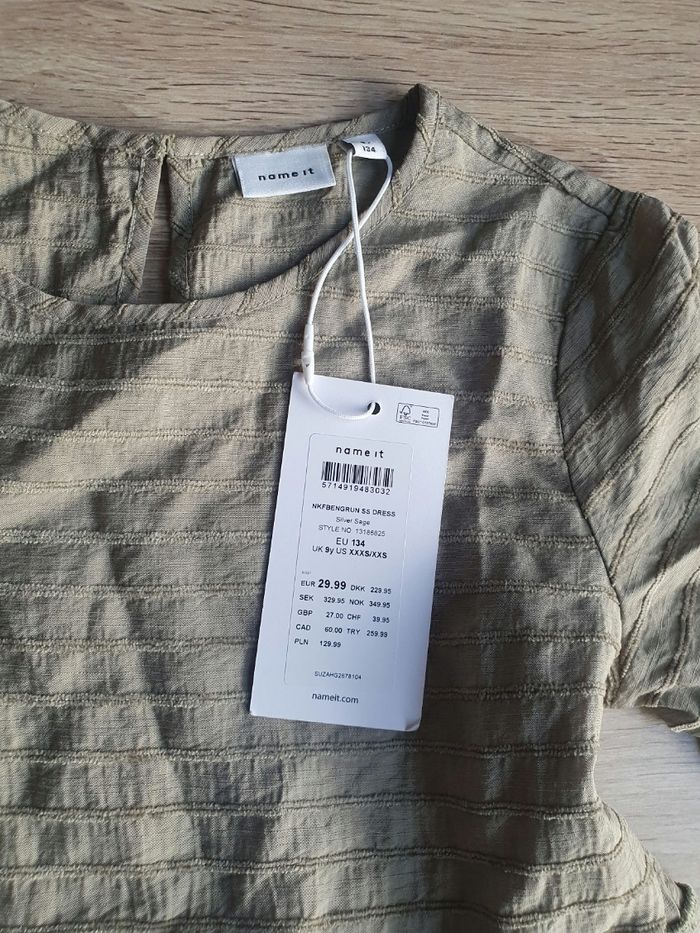 name it
134
name it
5714919483032
NKFBENGRUN SS DRESS
Silver Sage
STYLE NO. 13186825
EU 134
UK 9y US XXXS/XXS
EUR 29.99 DKK 229.95
SEK 329.95 NOK 349.95
GBP 27.00 CHF 39.95
CAD 60.00 TRY 259.99
PLN 129.99
SUZAHG2678104
nameit.com